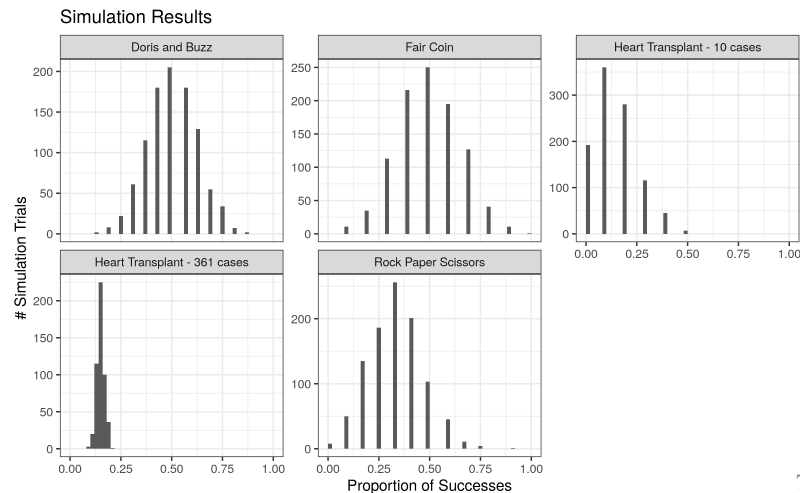 Simulation Results
Doris and Buzz
Fair Coin
Heart Transplant - 10 cases
200
150
100
50
0
250
200
150
100
50
0
300
200
100
0
0.00 0.25 0.50 0.75 1.00
# Simulation Trials
Heart Transplant - 361 cases
Rock Paper Scissors
200
150
100
50
0
200
100
0
0.00 0.25 0.50 0.75 1.00
0.00 0.25 0.50 0.75 1.00
Proportion of Successes